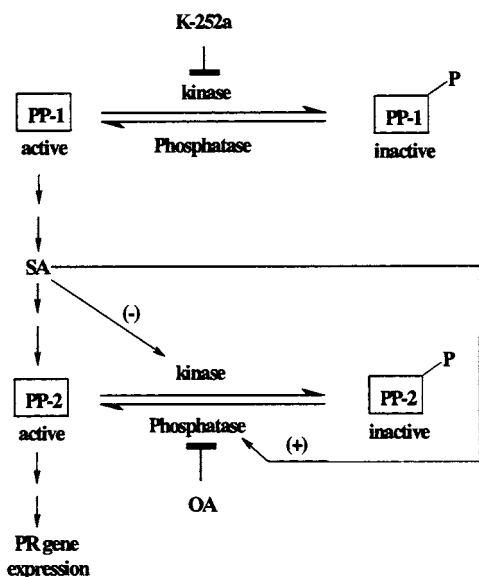 K-252a
kinase
P
PP-1
PP-1
Phosphatase
active
inactive
SA
(-)
P
kinase
PP-2
PP-2
Phosphatase
active
inactive
(+)
OA
PR gene
expression